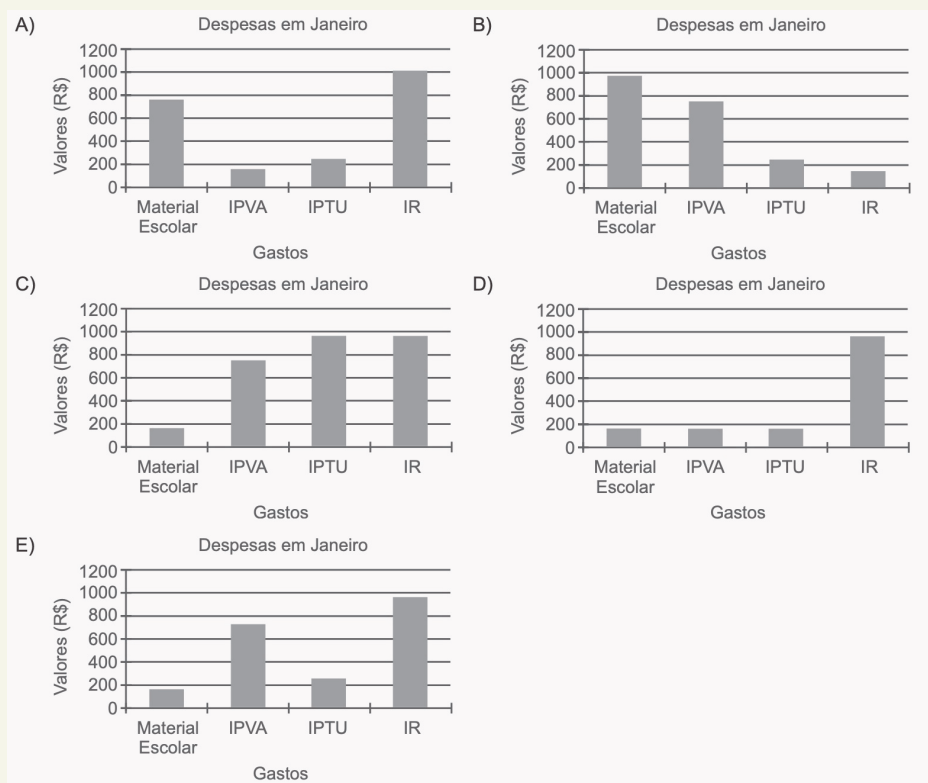 A)
Despesas em Janeiro
Valores (R$)
1200
1000
800
600
400
200
0
Material Escolar
IPVA
IPTU
IR
Gastos
B)
Despesas em Janeiro
Valores (R$)
1200
1000
800
600
400
200
0
Material Escolar
IPVA
IPTU
IR
Gastos
C)
Despesas em Janeiro
Valores (R$)
1200
1000
800
600
400
200
0
Material Escolar
IPVA
IPTU
IR
Gastos
D)
Despesas em Janeiro
Valores (R$)
1200
1000
800
600
400
200
0
Material Escolar
IPVA
IPTU
IR
Gastos
E)
Despesas em Janeiro
Valores (R$)
1200
1000
800
600
400
200
0
Material Escolar
IPVA
IPTU
IR
Gastos